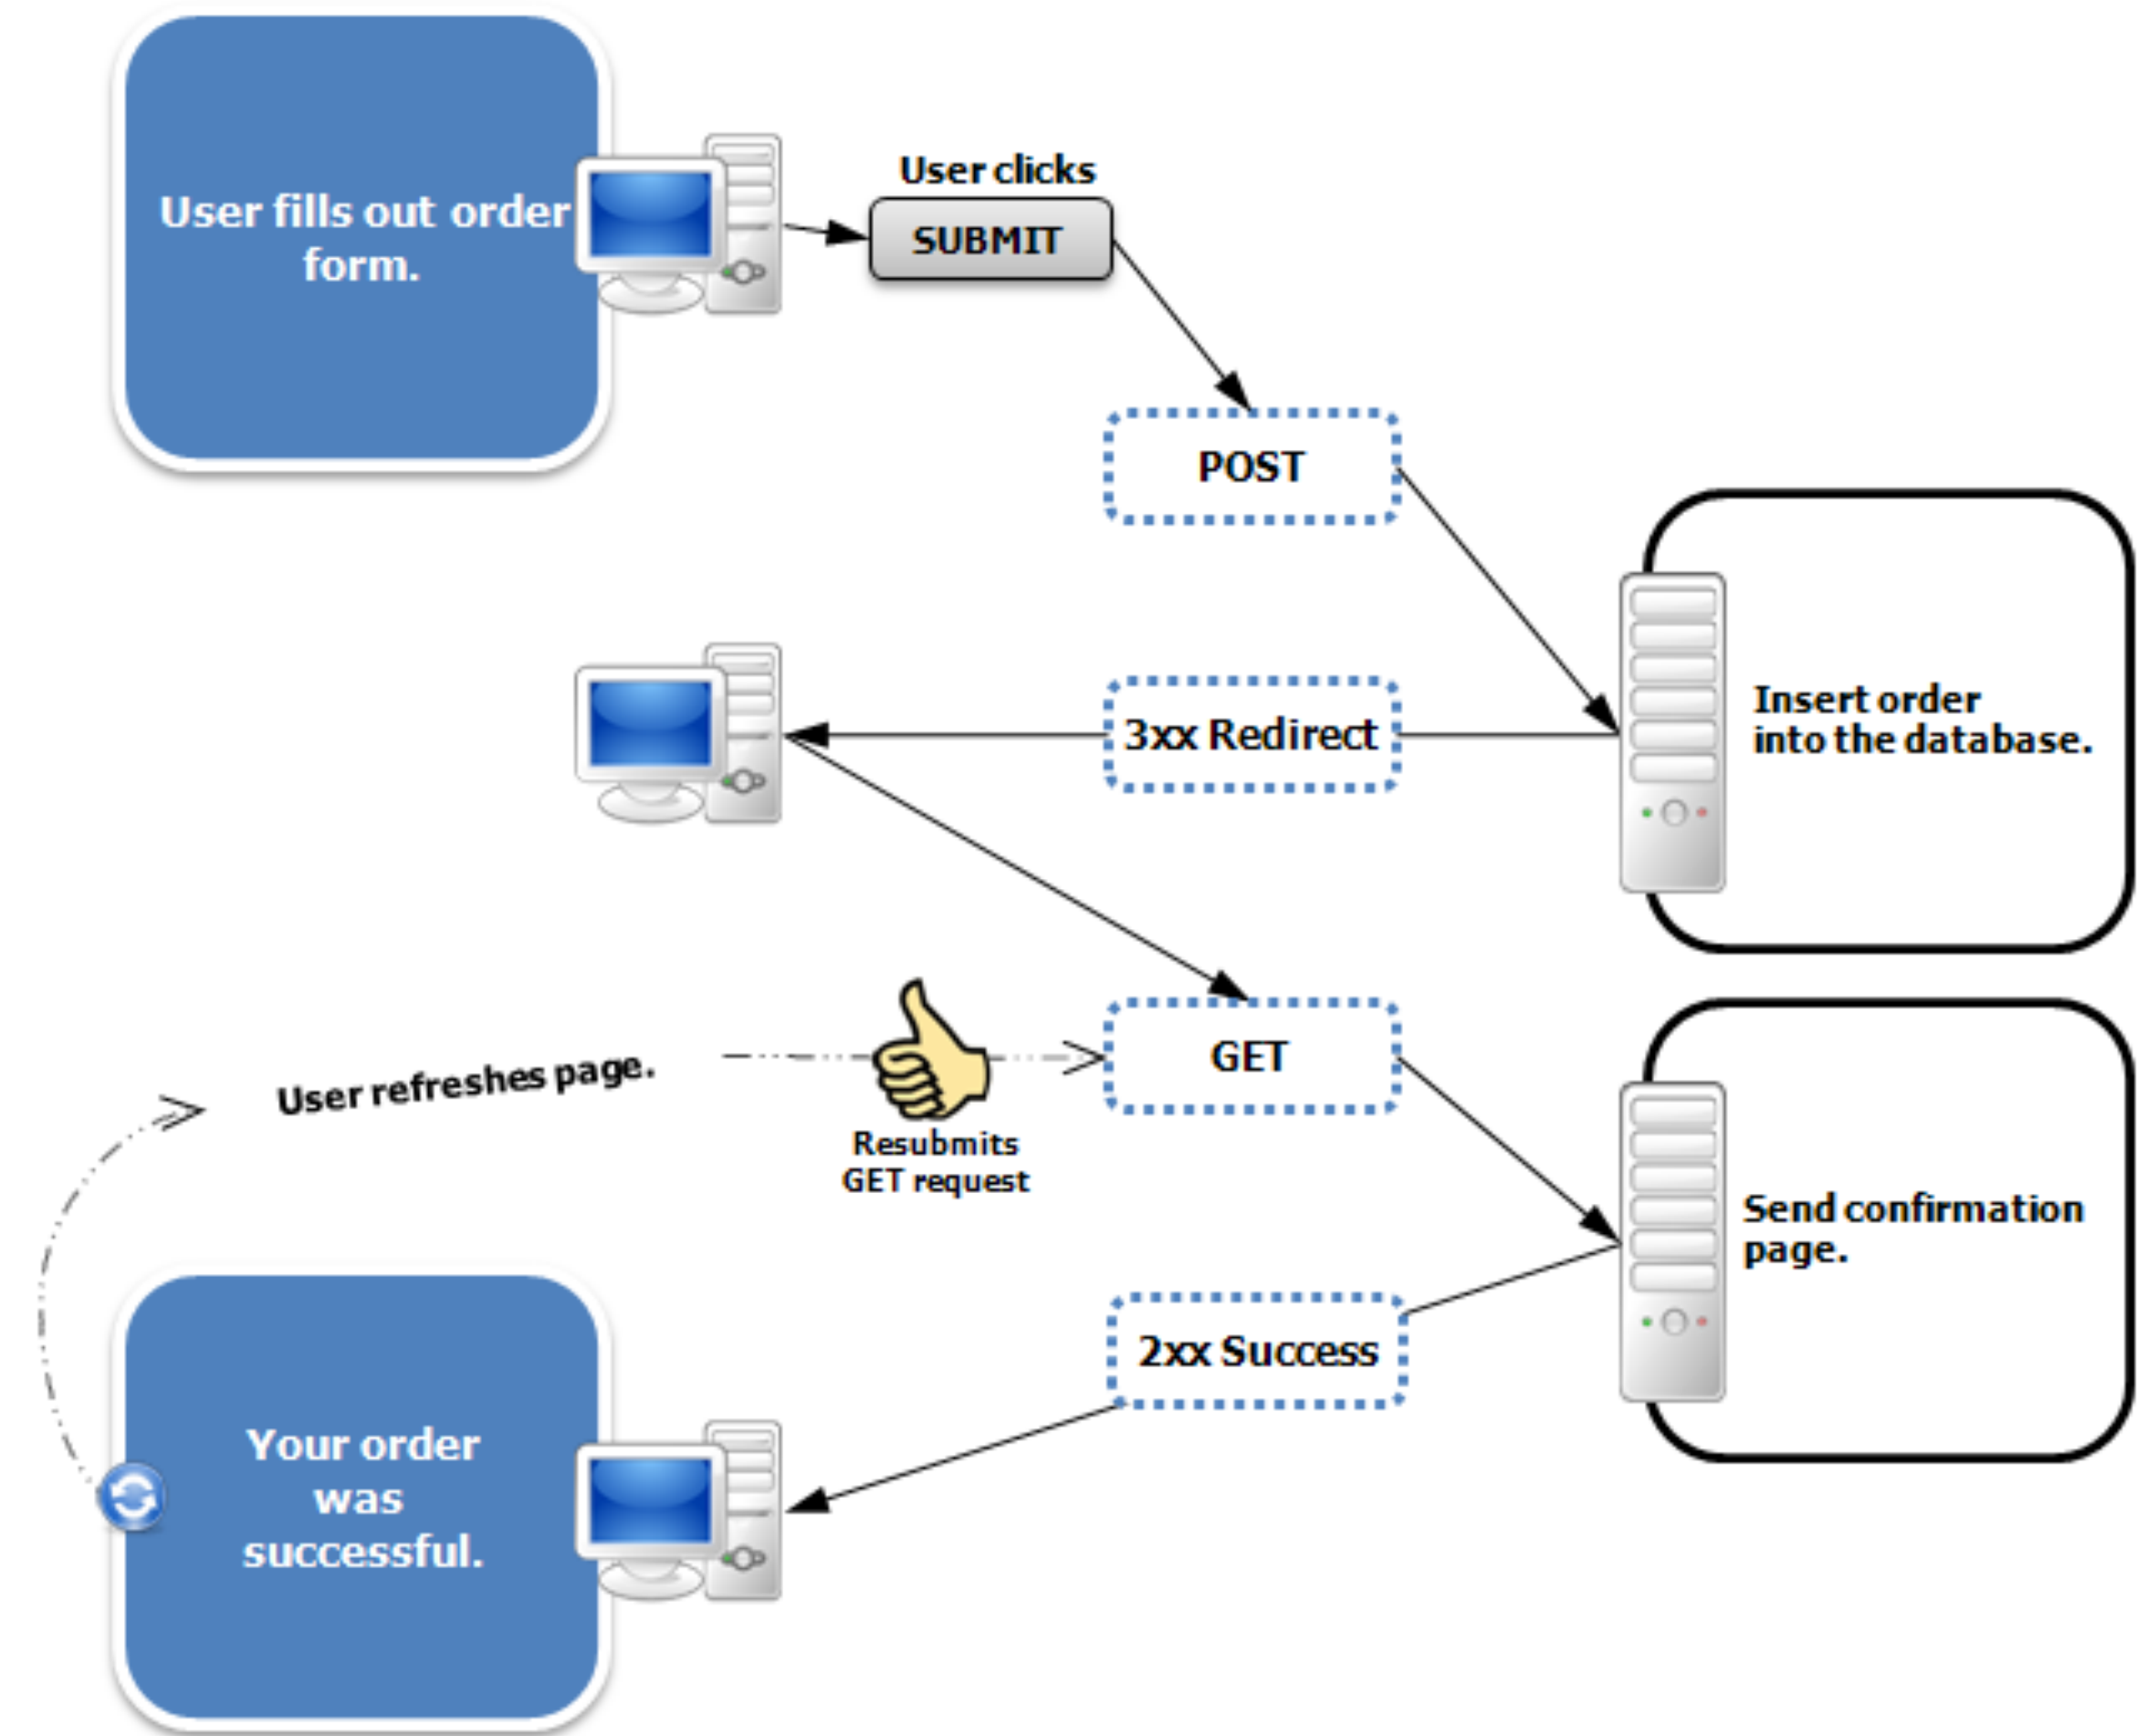 User fills out order
form.
User clicks
SUBMIT
POST
3xx Redirect
Insert order
into the database.
User refreshes page.
Resubmits
GET request
GET
Send confirmation
page.
2xx Success
Your order
was
successful.